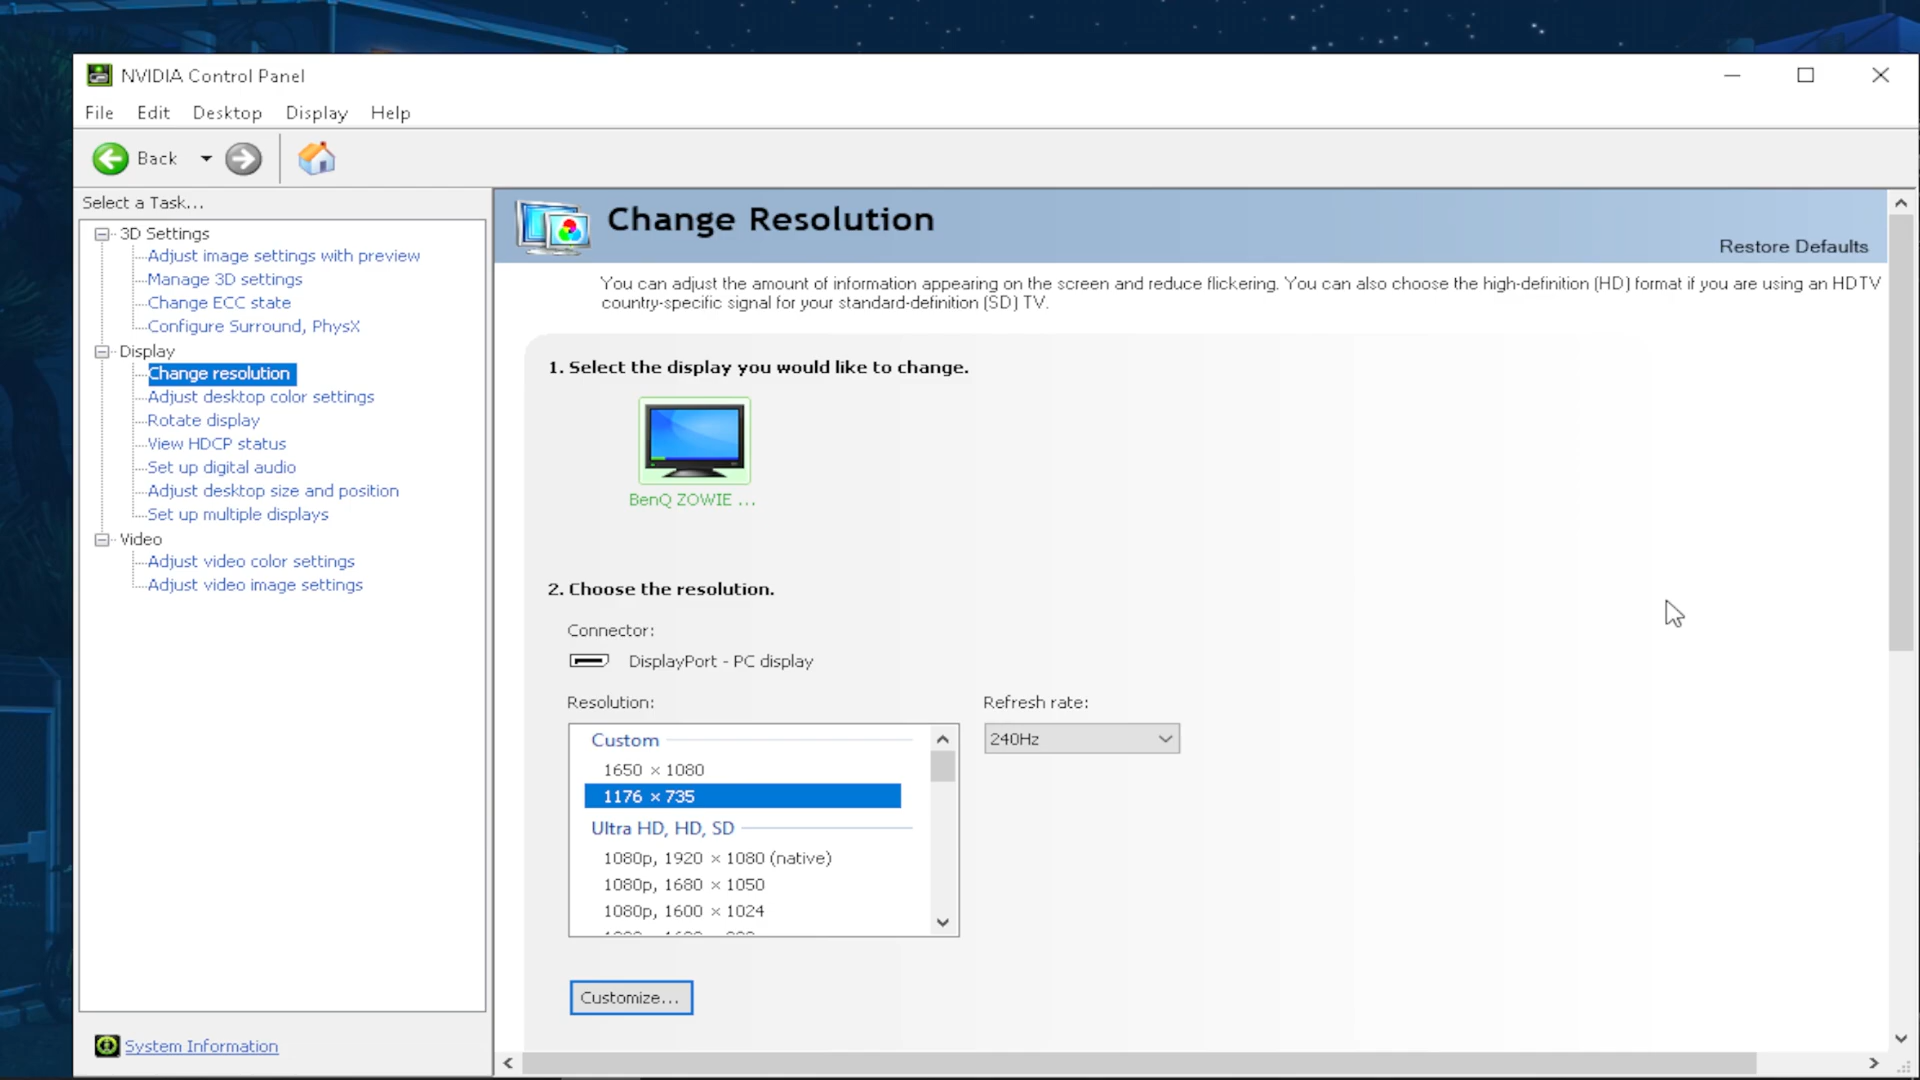 NVIDIA Control Panel
File Edit Desktop Display Help
Back
Select a Task...
3D Settings
Adjust image settings with preview
Manage 3D settings
Change ECC state
Configure Surround, PhysX
Display
Change resolution
Adjust desktop color settings
Rotate display
View HDCP status
Set up digital audio
Adjust desktop size and position
Set up multiple displays
Video
Adjust video color settings
Adjust video image settings
System Information
Change Resolution
Restore Defaults
You can adjust the amount of information appearing on the screen and reduce flickering. You can also choose the high-definition (HD) format if you are using an HDTV
country-specific signal for your standard-definition (SD) TV.
1. Select the display you would like to change.
BenQ ZOWIE ...
2. Choose the resolution.
Connector:
DisplayPort - PC display
Resolution:
Refresh rate:
240Hz
Custom
1650 × 1080
1176 × 735
Ultra HD, HD, SD
1080p, 1920 × 1080 (native)
1080p, 1680 × 1050
1080p, 1600 × 1024
Customize...